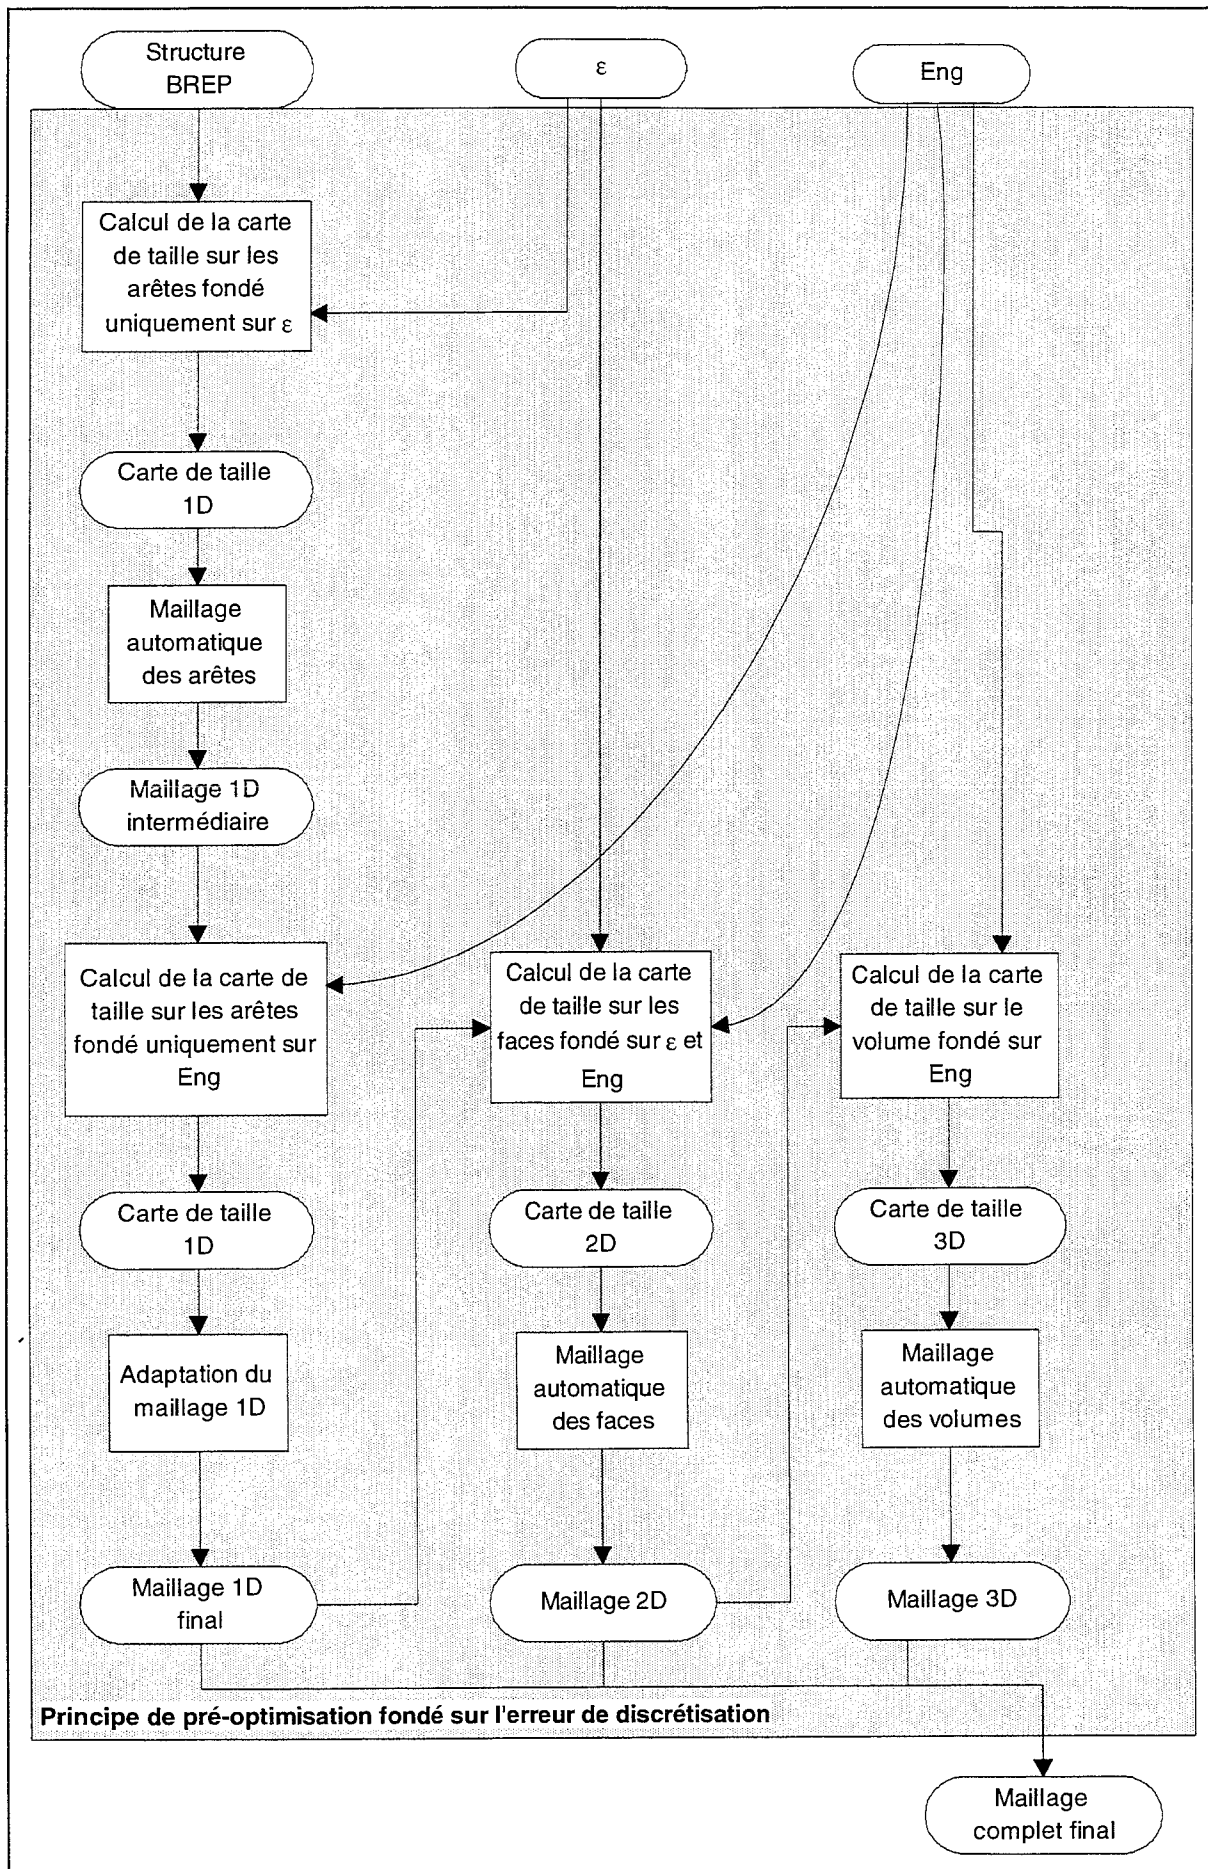 Structure
BREP
ε
Eng
Calcul de la carte
de taille sur les
arêtes fondé
uniquement sur ε
Carte de taille
1D
Maillage
automatique
des arêtes
Maillage 1D
intermédiaire
Calcul de la carte de
taille sur les arêtes
fondé uniquement sur
Eng
Calcul de la carte
de taille sur les
faces fondé sur ε et
Eng
Calcul de la carte
de taille sur le
volume fondé sur
Eng
Carte de taille
1D
Carte de taille
2D
Carte de taille
3D
Adaptation du
maillage 1D
Maillage
automatique
des faces
Maillage
automatique
des volumes
Maillage 1D
final
Maillage 2D
Maillage 3D
Principe de pré-optimisation fondé sur l'erreur de discrétisation
Maillage
complet final